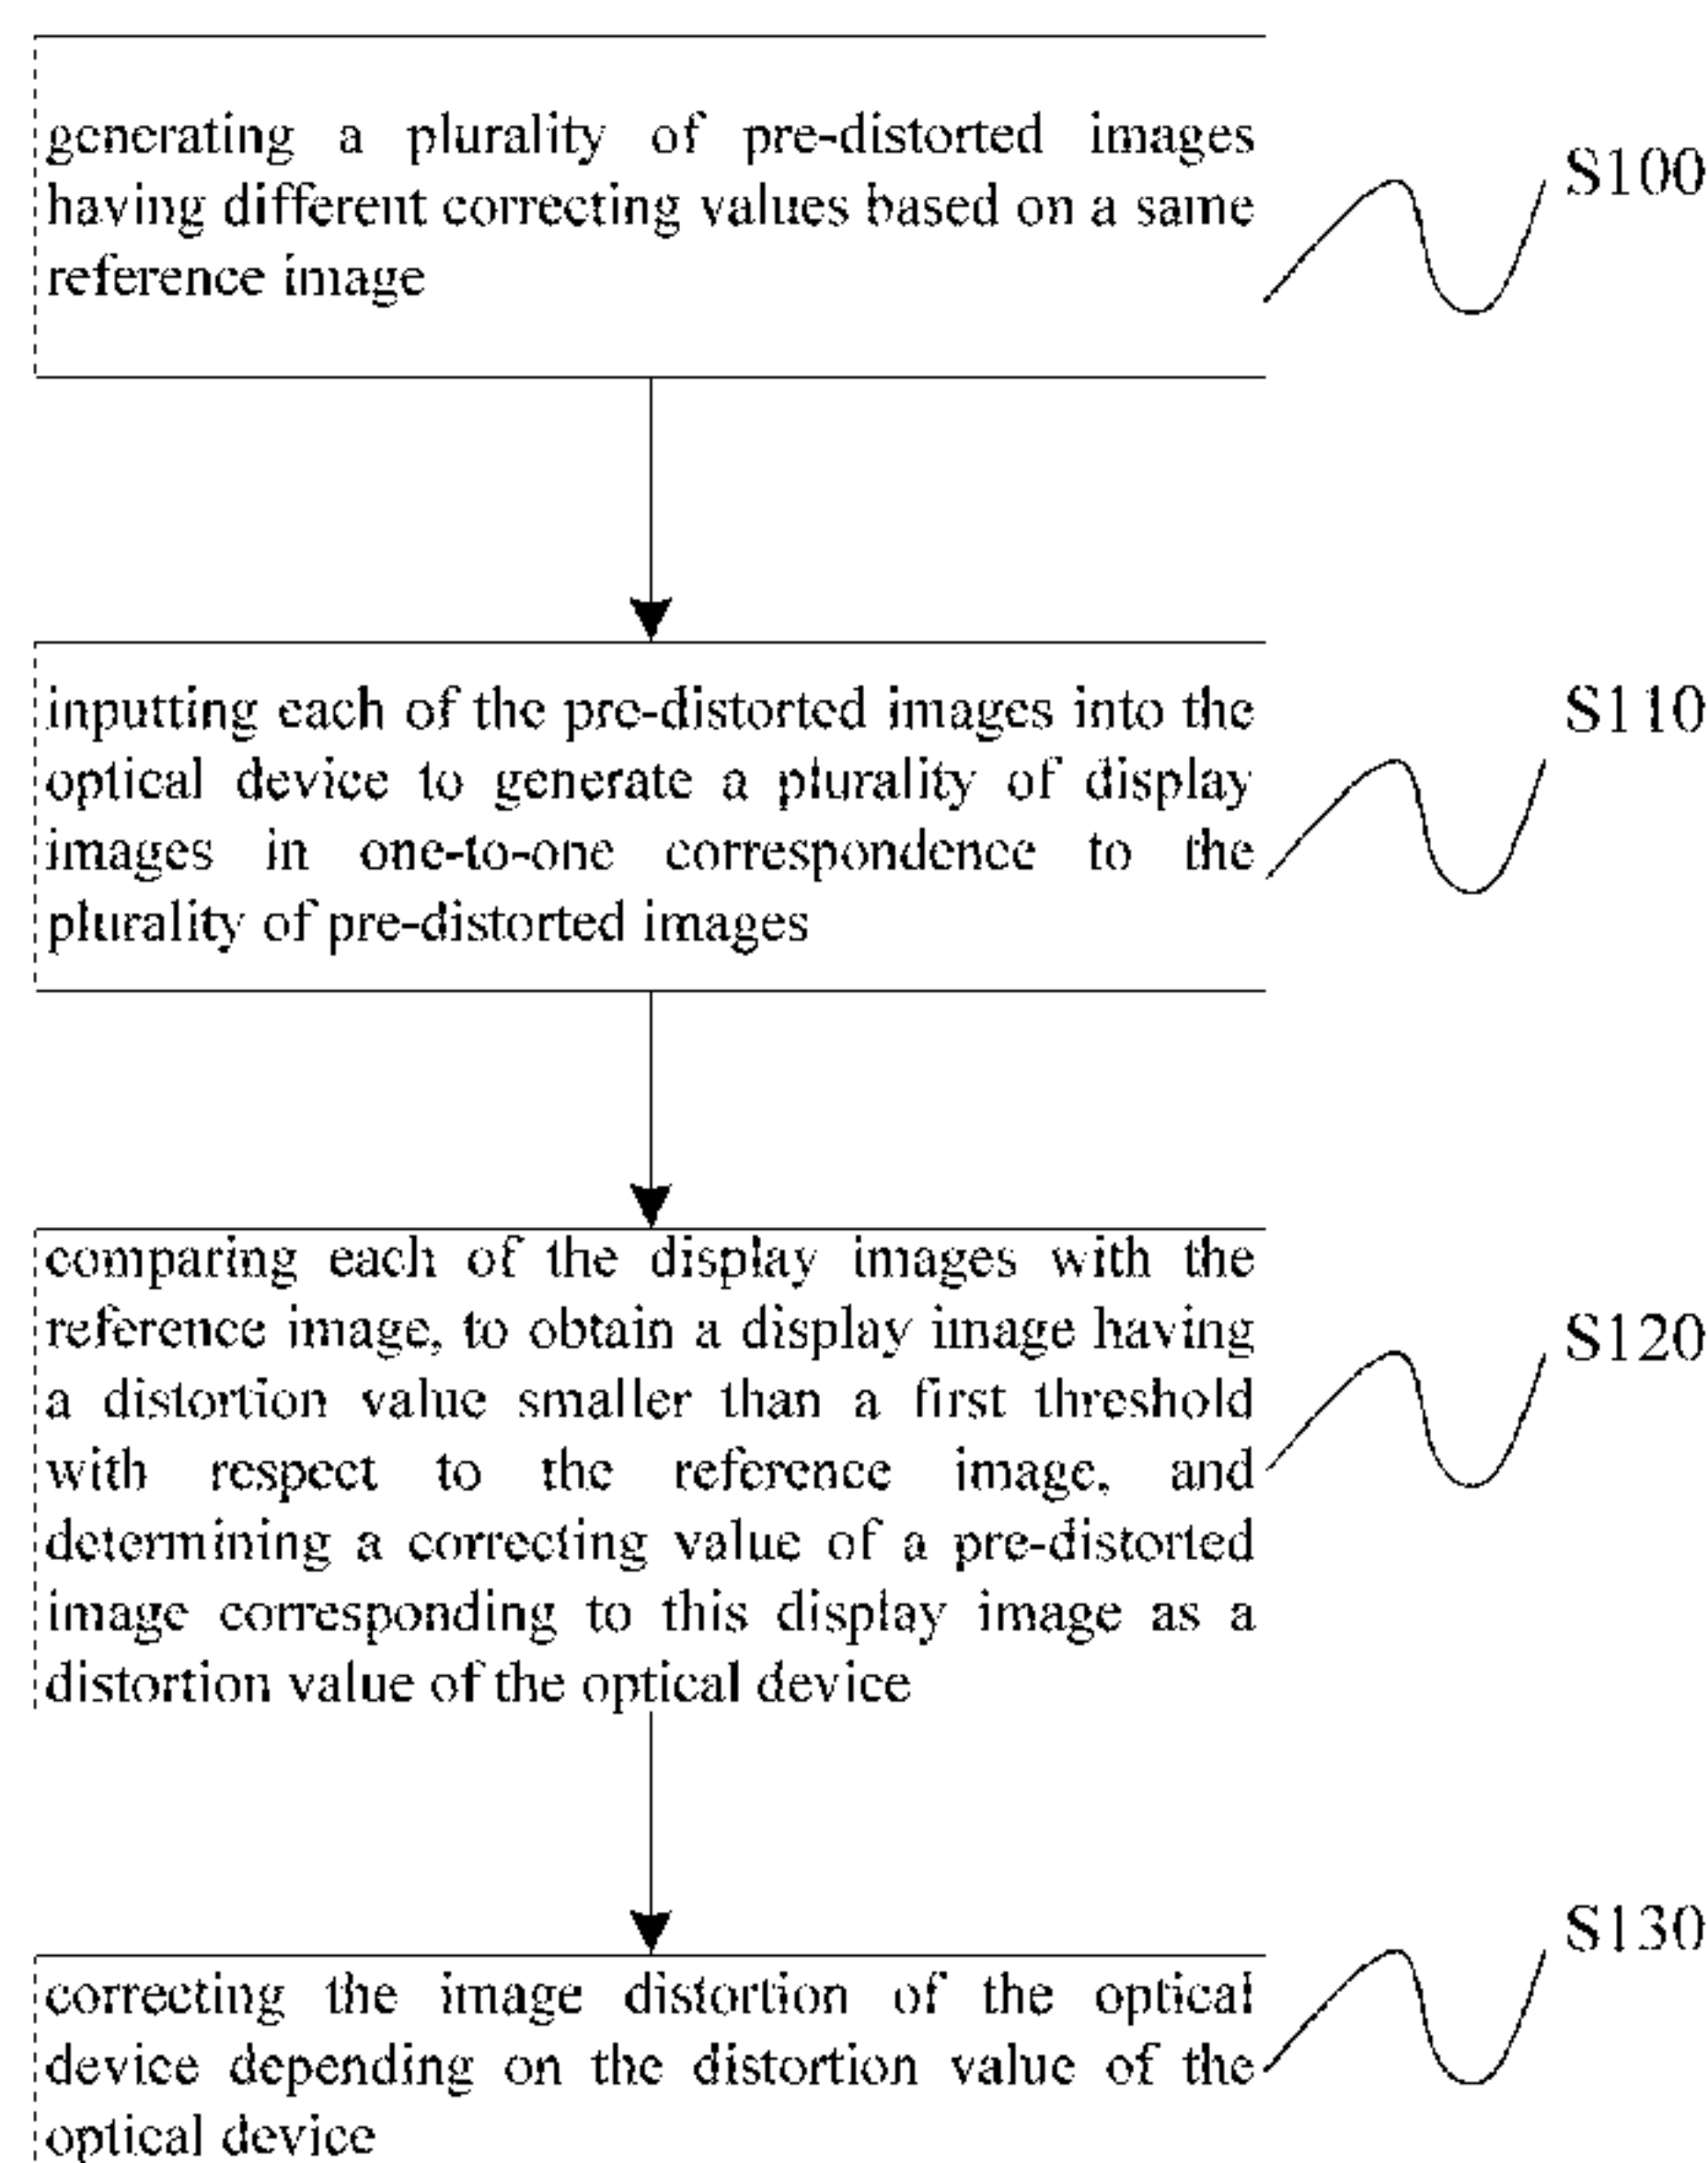 generating a plurality of pre-distorted images
having different correcting values based on a same
reference image
S100
inputting each of the pre-distorted images into the
optical device to generate a plurality of display
images in one-to-one correspondence to the
plurality of pre-distorted images
S110
comparing each of the display images with the
reference image, to obtain a display image having
a distortion value smaller than a first threshold
with respect to the reference image, and
determining a correcting value of a pre-distorted
image corresponding to this display image as a
distortion value of the optical device
S120
correcting the image distortion of the optical
device depending on the distortion value of the
optical device
S130